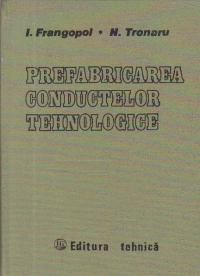 I. Frangopol • N. Tronaru
PREFABRICAREA
CONDUCTELOR
TEHNOLOGICE
Editura tehnică